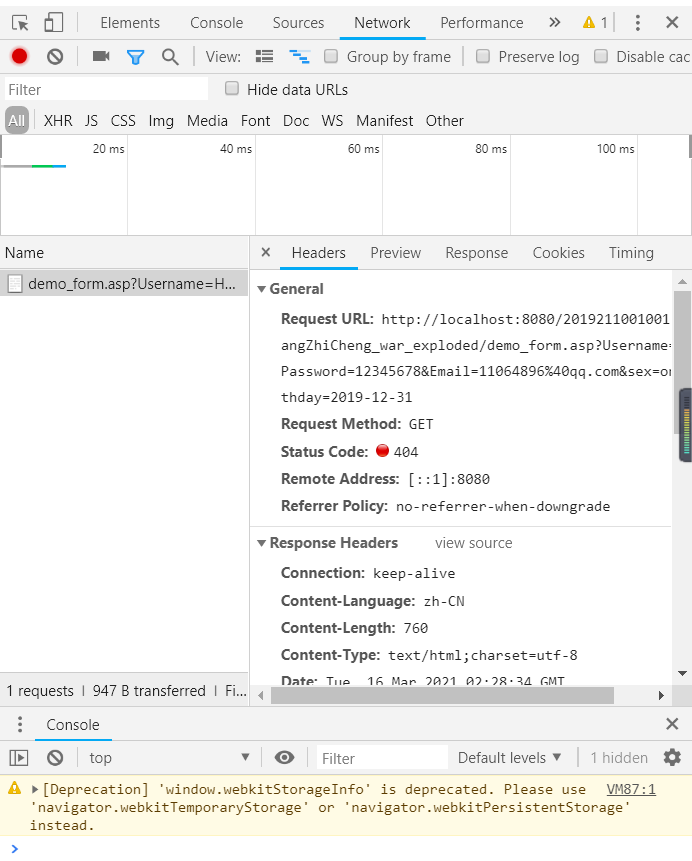 Elements Console Sources Network Performance » 1
View: Group by frame Preserve log Disable cac
Filter Hide data URLs
All XHR JS CSS Img Media Font Doc WS Manifest Other
20 ms 40 ms 60 ms 80 ms 100 ms
Name
demo_form.asp?Username=H...
1 requests | 947 B transferred | Fi...
× Headers Preview Response Cookies Timing
General
Request URL: http://localhost:8080/2019211001001
angZhiCheng_war_exploded/demo_form.asp?Username=
Password=12345678&Email=11064896%40qq.com&sex=on
thday=2019-12-31
Request Method: GET
Status Code: 404
Remote Address: [::1]:8080
Referrer Policy: no-referrer-when-downgrade
Response Headers view source
Connection: keep-alive
Content-Language: zh-CN
Content-Length: 760
Content-Type: text/html;charset=utf-8
Date: Tue, 16 Mar 2021 02:28:34 GMT
Console
top Filter Default levels 1 hidden
[Deprecation] 'window.webkitStorageInfo' is deprecated. Please use VM87:1
'navigator.webkitTemporaryStorage' or 'navigator.webkitPersistentStorage'
instead.